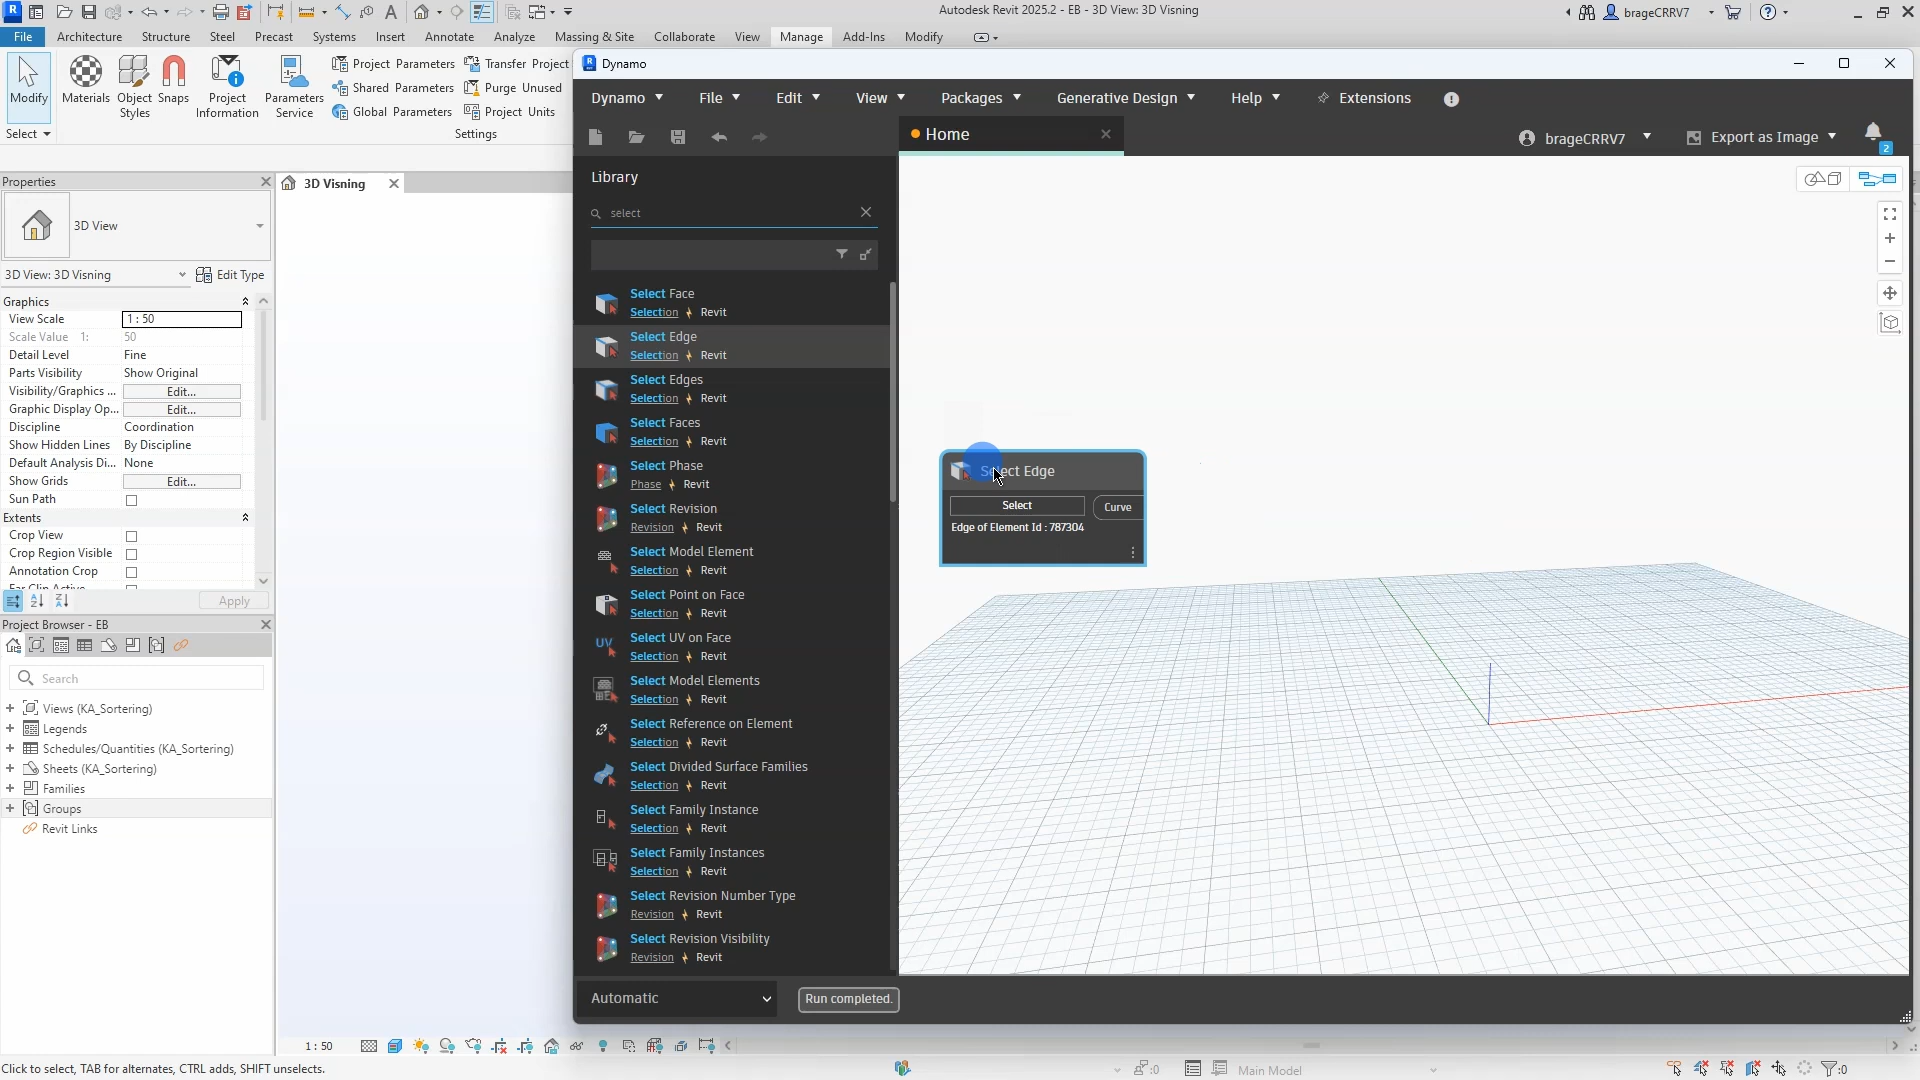 Autodesk Revit 2025.2 - EB - 3D View: 3D Visning
brageCRRV7
File
Architecture
Structure
Steel
Precast
Systems
Insert
Annotate
Analyze
Massing & Site
Collaborate
View
Manage
Add-Ins
Modify
Modify
Materials
Object Styles
Snaps
Project Information
Parameters Service
Project Parameters
Shared Parameters
Global Parameters
Transfer Project
Purge Unused
Project Units
Select
Settings
Properties
3D View
3D View: 3D Visning
Edit Type
Graphics
View Scale 1 : 50
Scale Value 1: 50
Detail Level Fine
Parts Visibility Show Original
Visibility/Graphics ... Edit...
Graphic Display Op... Edit...
Discipline Coordination
Show Hidden Lines By Discipline
Default Analysis Di... None
Show Grids Edit...
Sun Path
Extents
Crop View
Crop Region Visible
Annotation Crop
Far Clip Active
Apply
Project Browser - EB
Search
Views (KA_Sortering)
Legends
Schedules/Quantities (KA_Sortering)
Sheets (KA_Sortering)
Families
Groups
Revit Links
3D Visning
Dynamo
Dynamo
File
Edit
View
Packages
Generative Design
Help
Extensions
Home
brageCRRV7
Export as Image
2
Library
select
Select Face
Selection Revit
Select Edge
Selection Revit
Select Edges
Selection Revit
Select Faces
Selection Revit
Select Phase
Phase Revit
Select Revision
Revision Revit
Select Model Element
Selection Revit
Select Point on Face
Selection Revit
Select UV on Face
Selection Revit
Select Model Elements
Selection Revit
Select Reference on Element
Selection Revit
Select Divided Surface Families
Selection Revit
Select Family Instance
Selection Revit
Select Family Instances
Selection Revit
Select Revision Number Type
Revision Revit
Select Revision Visibility
Revision Revit
Select Edge
Select
Curve
Edge of Element Id : 787304
Automatic
Run completed.
1 : 50
Click to select, TAB for alternates, CTRL adds, SHIFT unselects.
:0
Main Model
:0